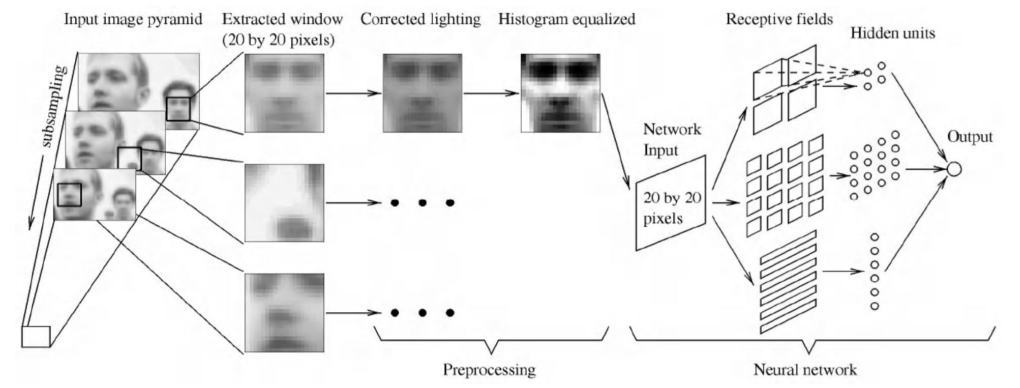 Input image pyramid
Extracted window
(20 by 20 pixels)
Corrected lighting
Histogram equalized
Receptive fields
Hidden units
subsampling
Network
Input
20 by 20
pixels
Output
Preprocessing
Neural network